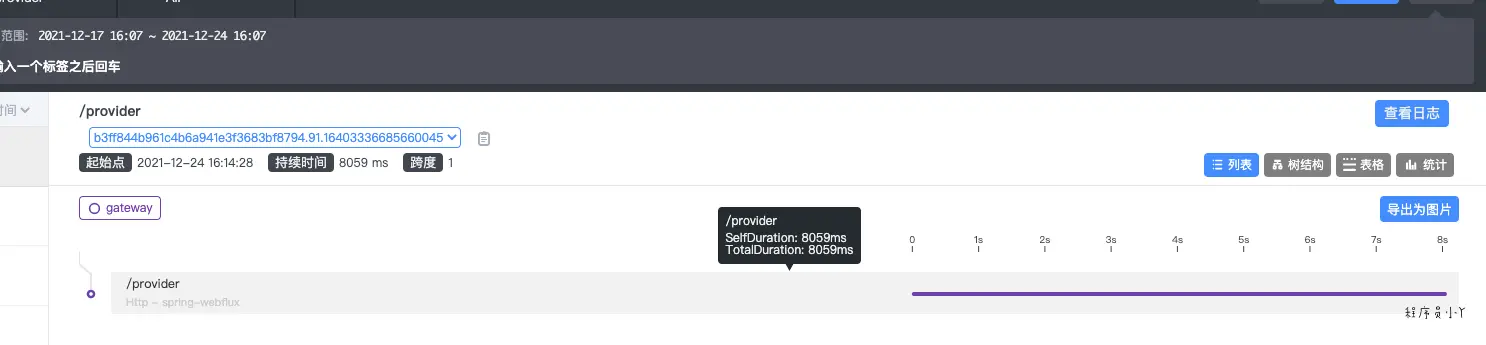 范围: 2021-12-17 16:07 ~ 2021-12-24 16:07
输入一个标签之后回车
时间
/provider
查看日志
b3ff844b961c4b6a941e3f3683bf8794.91.16403336685660045
起始点 2021-12-24 16:14:28 持续时间 8059 ms 跨度 1
列表 树结构 表格 统计
gateway
导出为图片
/provider
SelfDuration: 8059ms
TotalDuration: 8059ms
0 1s 2s 3s 4s 5s 6s 7s 8s
/provider
Http - spring-webflux
程序员小丫